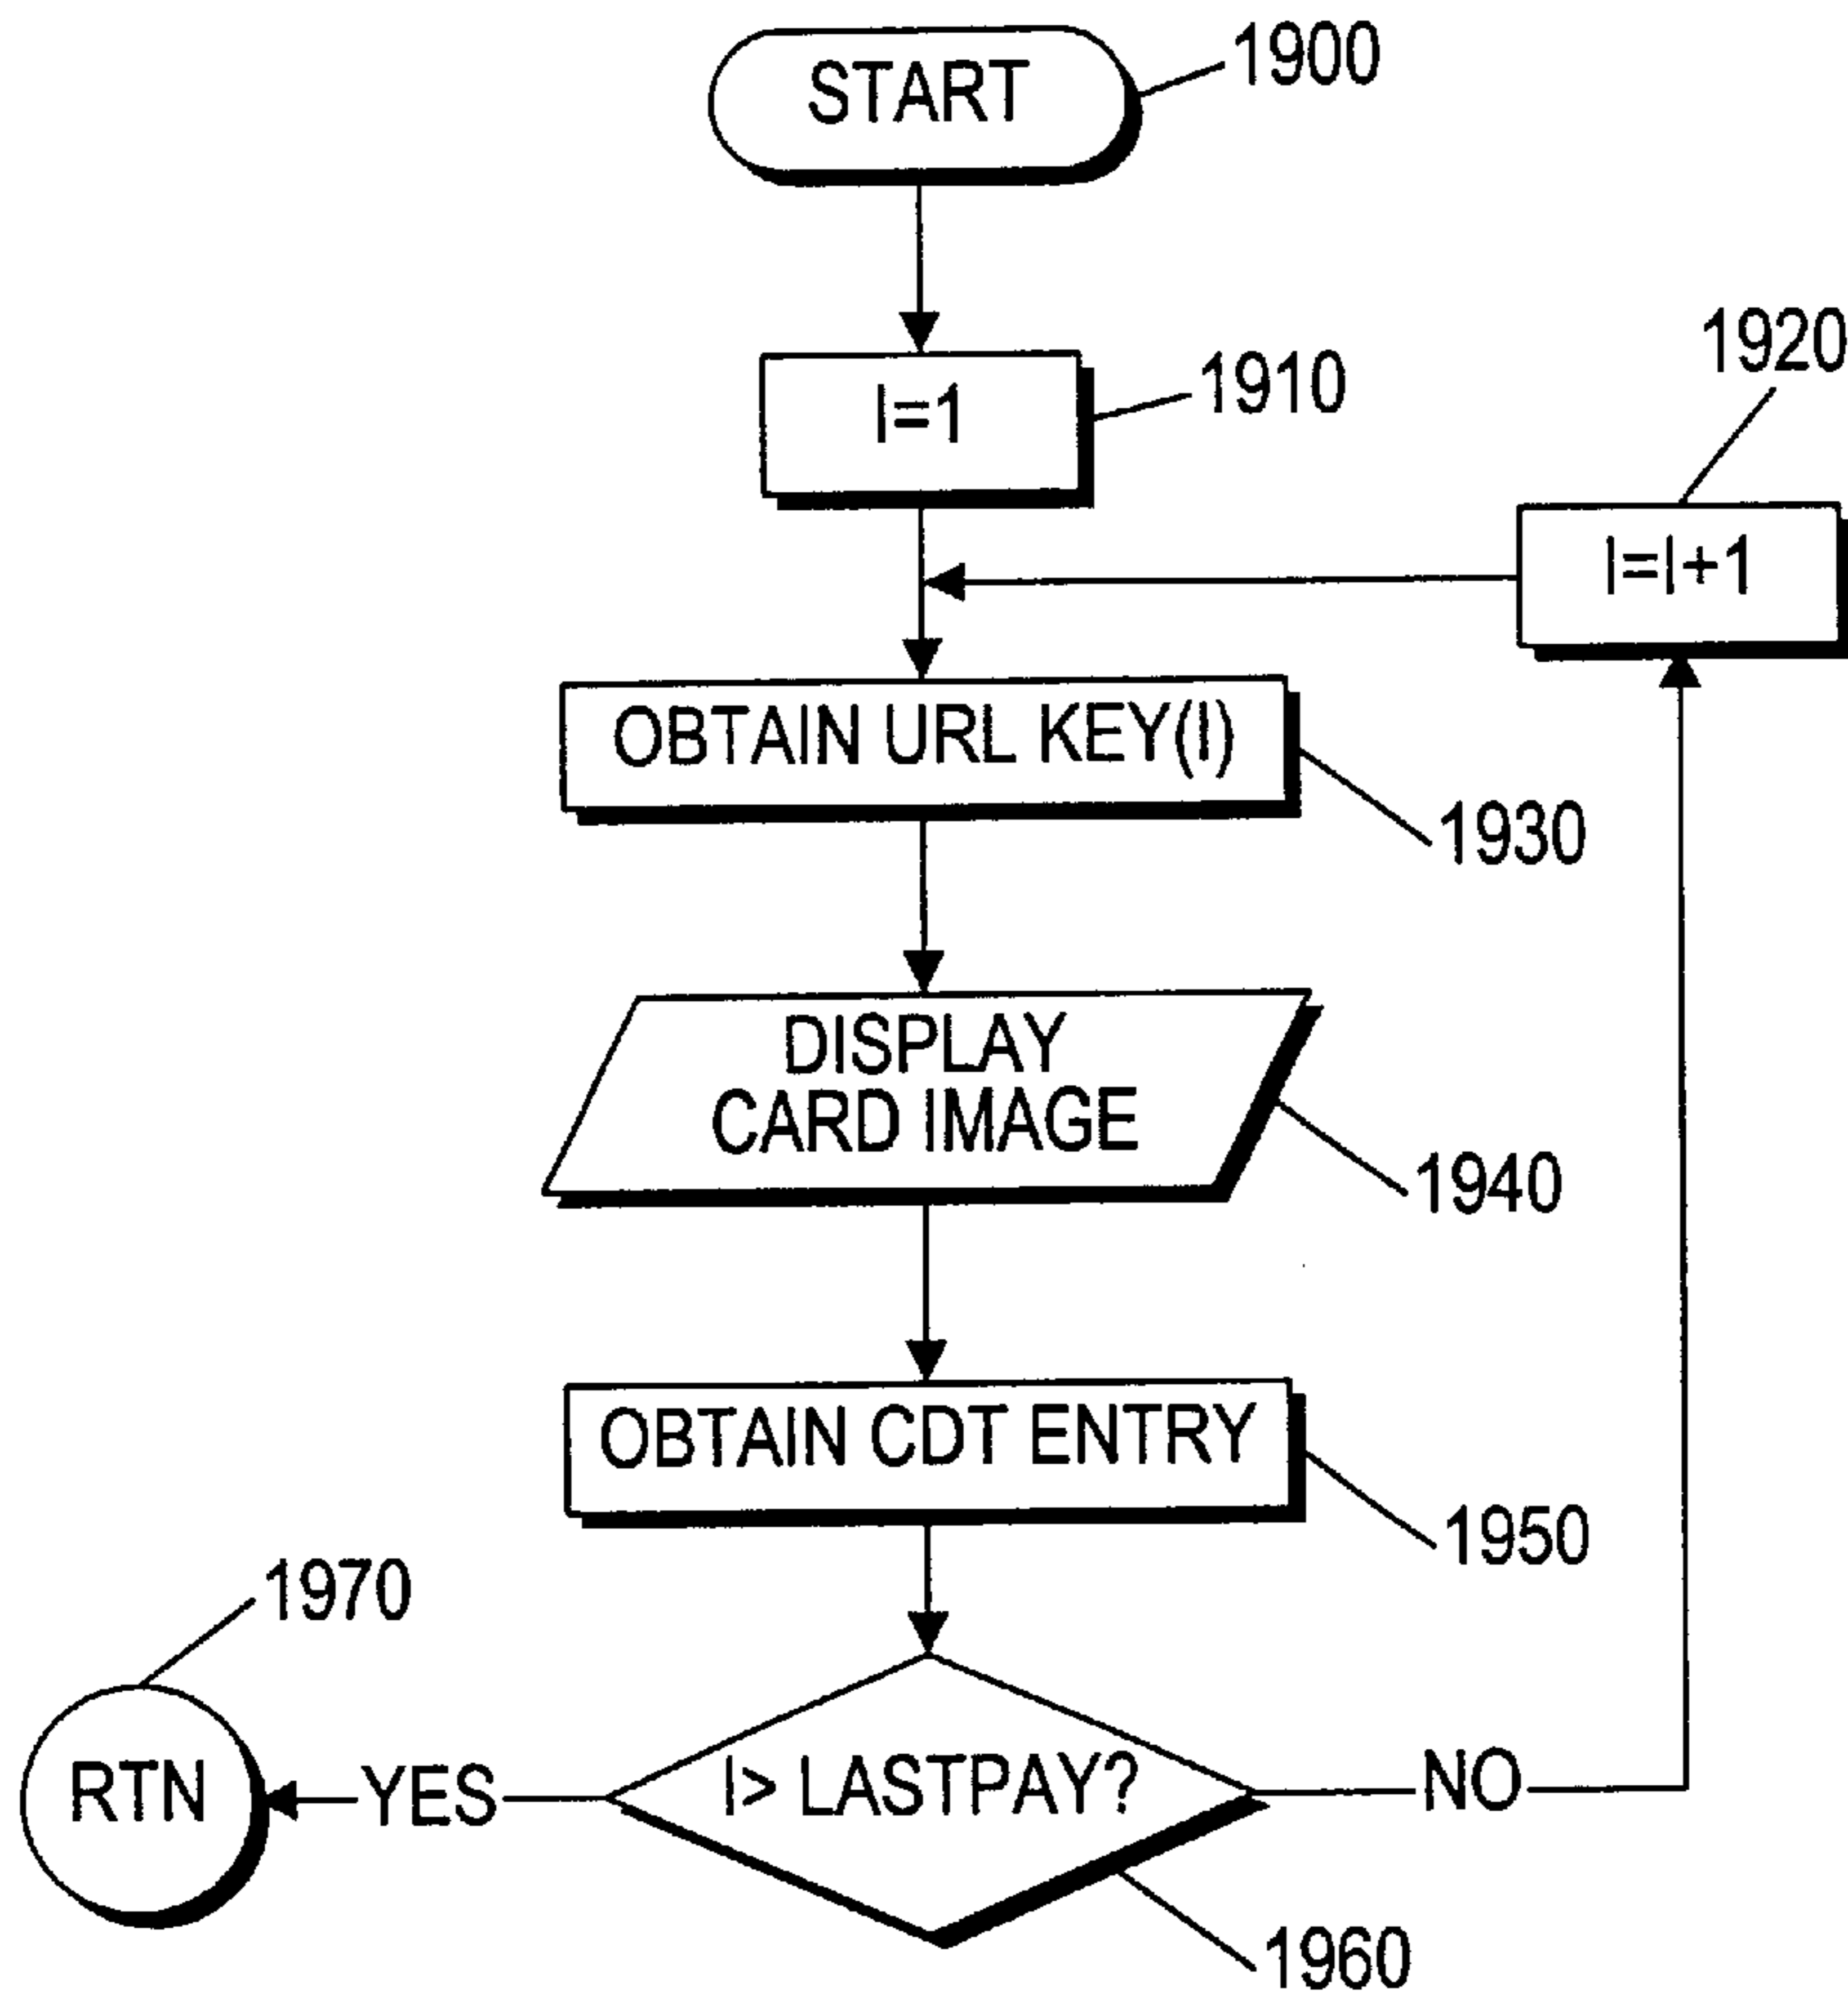 START
1900
I=1
1910
1920
I=I+1
OBTAIN URL KEY(I)
1930
DISPLAY
CARD IMAGE
1940
OBTAIN CDT ENTRY
1950
1970
RTN
YES
I> LASTPAY?
NO
1960